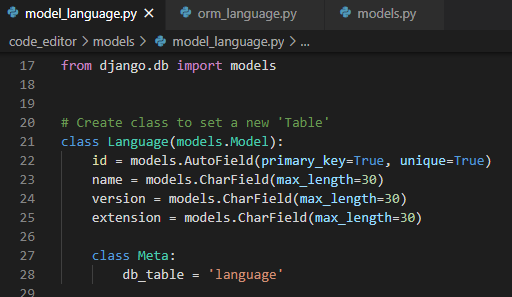 model_language.py × orm_language.py models.py
code_editor > models > model_language.py > ...
17 from django.db import models
18
19
20 # Create class to set a new 'Table'
21 class Language(models.Model):
22     id = models.AutoField(primary_key=True, unique=True)
23     name = models.CharField(max_length=30)
24     version = models.CharField(max_length=30)
25     extension = models.CharField(max_length=30)
26
27     class Meta:
28         db_table = 'language'
29